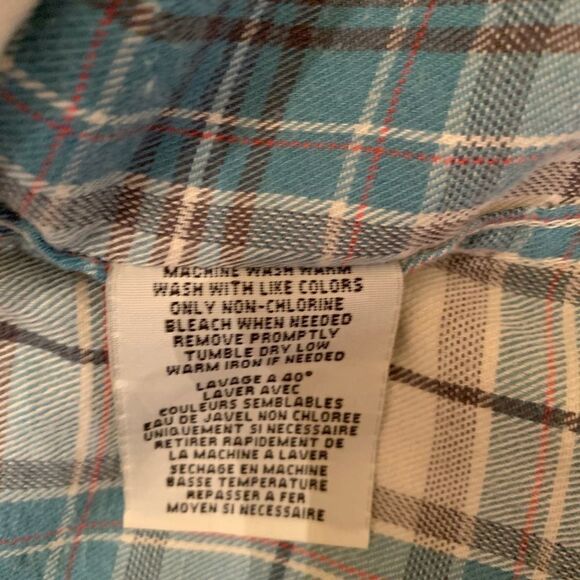 MACHINE WASH WARM
WASH WITH LIKE COLORS
ONLY NON-CHLORINE
BLEACH WHEN NEEDED
REMOVE PROMPTLY
TUMBLE DRY LOW
WARM IRON IF NEEDED
LAVAGE A 40°
LAVER AVEC
COULEURS SEMBLABLES
EAU DE JAVEL NON CHLOREE
UNIQUEMENT SI NECESSAIRE
RETIRER RAPIDEMENT DE
LA MACHINE A LAVER
SECHAGE EN MACHINE
BASSE TEMPERATURE
REPASSER A FER
MOYEN SI NECESSAIRE